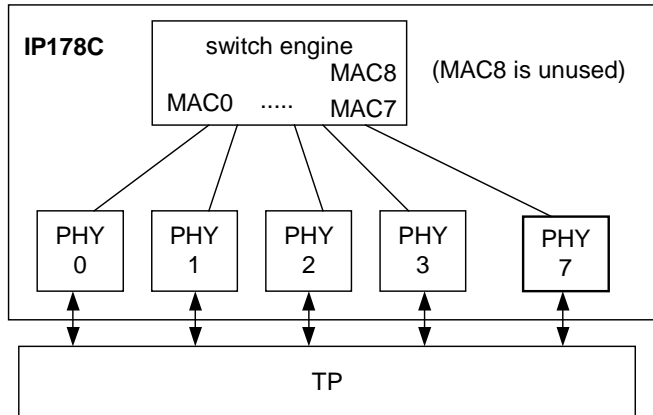 IP178C
switch engine
MAC8
(MAC8 is unused)
MAC0 ..... MAC7
PHY 0
PHY 1
PHY 2
PHY 3
PHY 7
TP